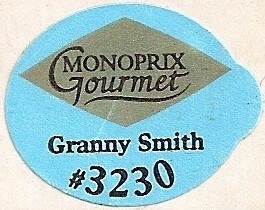 MONOPRIX
Gourmet
Granny Smith
#3230